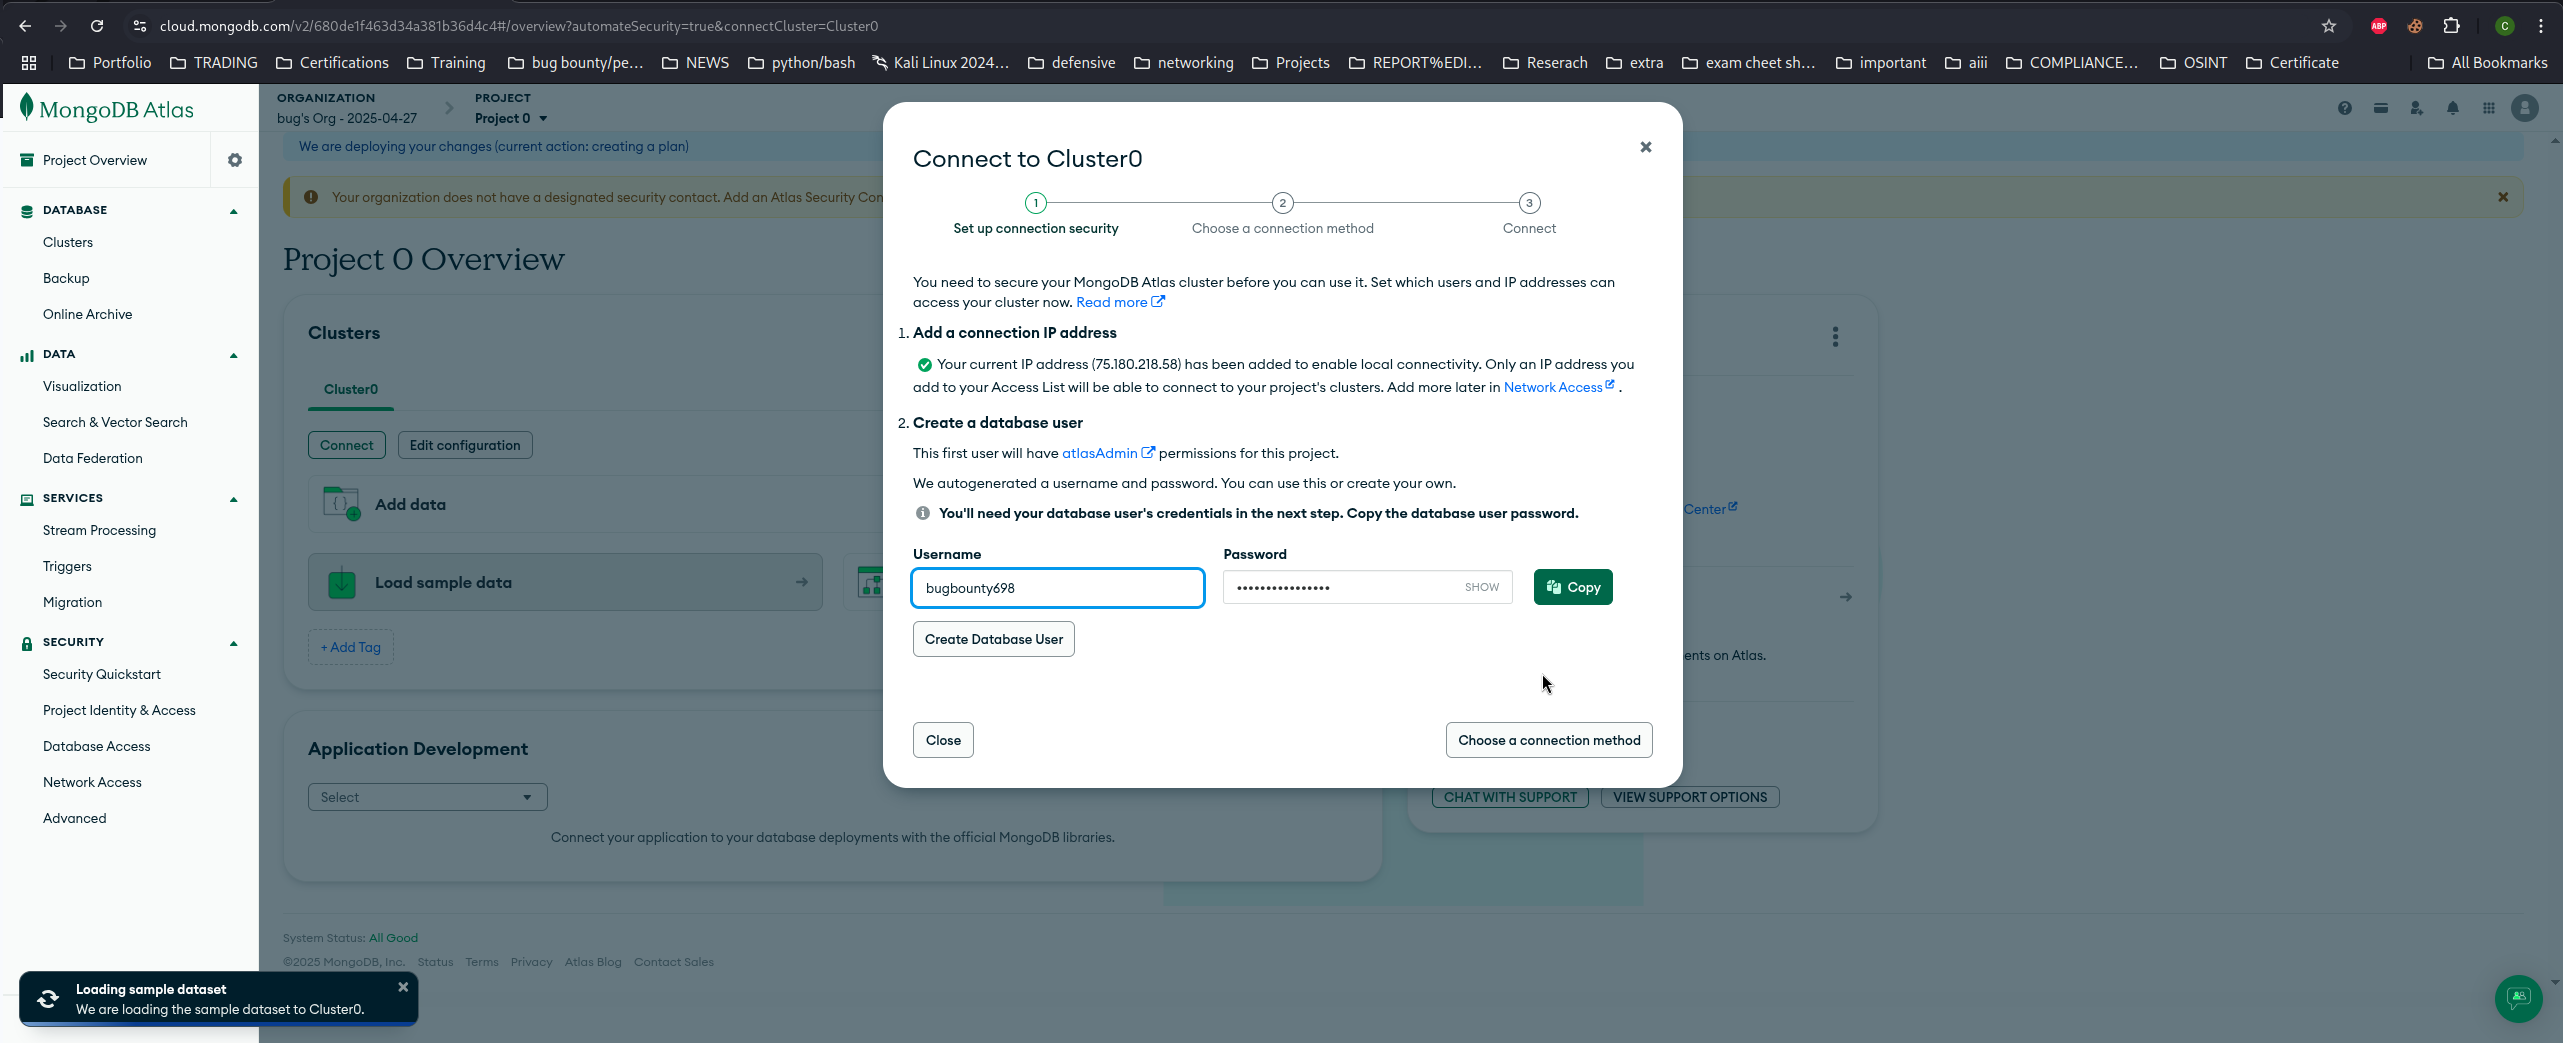 cloud.mongodb.com/v2/680de1f463d34a381b36d4c4#/overview?automateSecurity=true&connectCluster=Cluster0
ABP
C
Portfolio TRADING Certifications Training bug bounty/pe... NEWS python/bash Kali Linux 2024... defensive networking Projects REPORT%EDI... Reserach extra exam cheet sh... important aiii COMPLIANCE... OSINT Certificate All Bookmarks
MongoDB Atlas
ORGANIZATION
bug's Org - 2025-04-27
PROJECT
Project 0
Project Overview
DATABASE
Clusters
Backup
Online Archive
DATA
Visualization
Search & Vector Search
Data Federation
SERVICES
Stream Processing
Triggers
Migration
SECURITY
Security Quickstart
Project Identity & Access
Database Access
Network Access
Advanced
We are deploying your changes (current action: creating a plan)
Your organization does not have a designated security contact. Add an Atlas Security Con
Project 0 Overview
Clusters
Cluster0
Connect
Edit configuration
Add data
Load sample data
+ Add Tag
Application Development
Select
Connect your application to your database deployments with the official MongoDB libraries.
Center
ents on Atlas.
CHAT WITH SUPPORT
VIEW SUPPORT OPTIONS
System Status: All Good
©2025 MongoDB, Inc. Status Terms Privacy Atlas Blog Contact Sales
Connect to Cluster0
1
2
3
Set up connection security
Choose a connection method
Connect
You need to secure your MongoDB Atlas cluster before you can use it. Set which users and IP addresses can
access your cluster now. Read more
1. Add a connection IP address
Your current IP address (75.180.218.58) has been added to enable local connectivity. Only an IP address you
add to your Access List will be able to connect to your project's clusters. Add more later in Network Access .
2. Create a database user
This first user will have atlasAdmin permissions for this project.
We autogenerated a username and password. You can use this or create your own.
You'll need your database user's credentials in the next step. Copy the database user password.
Username
Password
bugbounty698
••••••••••••••••
SHOW
Copy
Create Database User
Close
Choose a connection method
Loading sample dataset
We are loading the sample dataset to Cluster0.